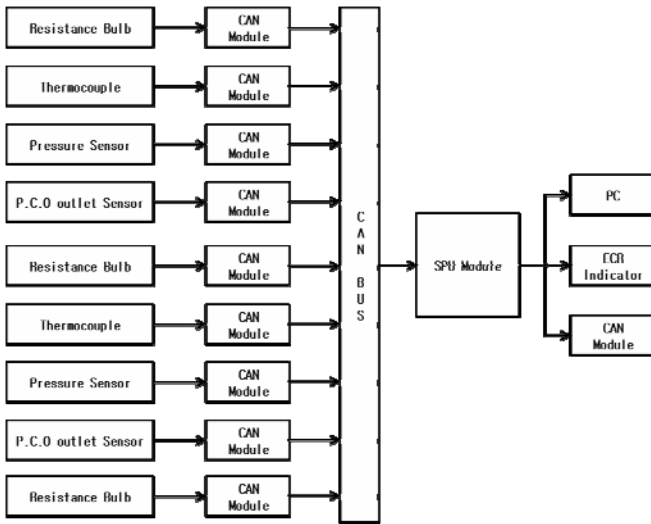 Resistance Bulb
CAN
Module
Thermocouple
CAN
Module
Pressure Sensor
CAN
Module
P.C.O outlet Sensor
CAN
Module
Resistance Bulb
CAN
Module
Thermocouple
CAN
Module
Pressure Sensor
CAN
Module
P.C.O outlet Sensor
CAN
Module
Resistance Bulb
CAN
Module
CAN BUS
SPU Module
PC
ECR
Indicator
CAN
Module